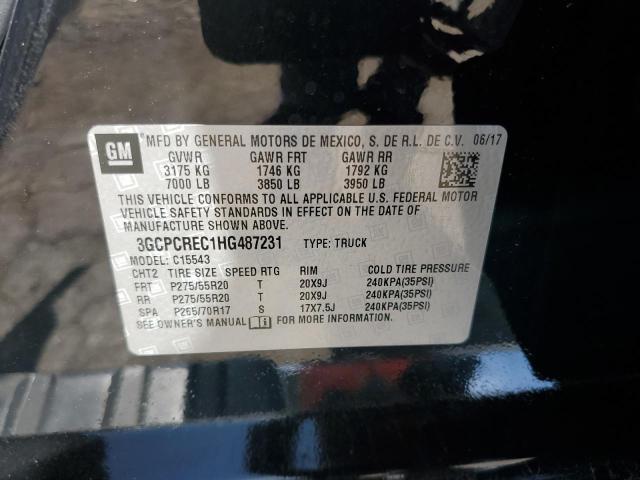 GM MFD BY GENERAL MOTORS DE MEXICO, S. DE R.L. DE C.V. 06/17
GVWR GAWR FRT GAWR RR
3175 KG 1746 KG 1792 KG
7000 LB 3850 LB 3950 LB
THIS VEHICLE CONFORMS TO ALL APPLICABLE U.S. FEDERAL MOTOR
VEHICLE SAFETY STANDARDS IN EFFECT ON THE DATE OF
MANUFACTURE SHOWN ABOVE.
3GCPCREC1HG487231 TYPE: TRUCK
MODEL: C15543
CHT2 TIRE SIZE SPEED RTG RIM COLD TIRE PRESSURE
FRT P275/55R20 T 20X9J 240KPA(35PSI)
RR P275/55R20 T 20X9J 240KPA(35PSI)
SPA P265/70R17 S 17X7.5J 240KPA(35PSI)
SEE OWNER'S MANUAL FOR MORE INFORMATION